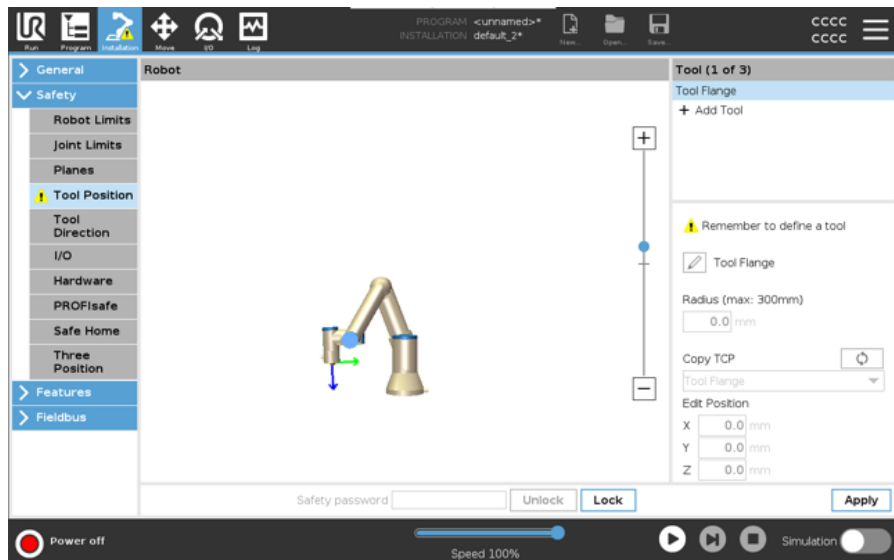 PROGRAM <unnamed>*
INSTALLATION default_2*
New...
Open...
Save...
CCCC
CCCC
UR
Run
Program
Installation
Move
I/O
Log
General
Safety
Robot Limits
Joint Limits
Planes
Tool Position
Tool
Direction
I/O
Hardware
PROFIsafe
Safe Home
Three
Position
Features
Fieldbus
Robot
Safety password
Unlock
Lock
Tool (1 of 3)
Tool Flange
+ Add Tool
Remember to define a tool
Tool Flange
Radius (max: 300mm)
0.0 mm
Copy TCP
Tool Flange
Edit Position
X 0.0 mm
Y 0.0 mm
Z 0.0 mm
Apply
Power off
Speed 100%
Simulation